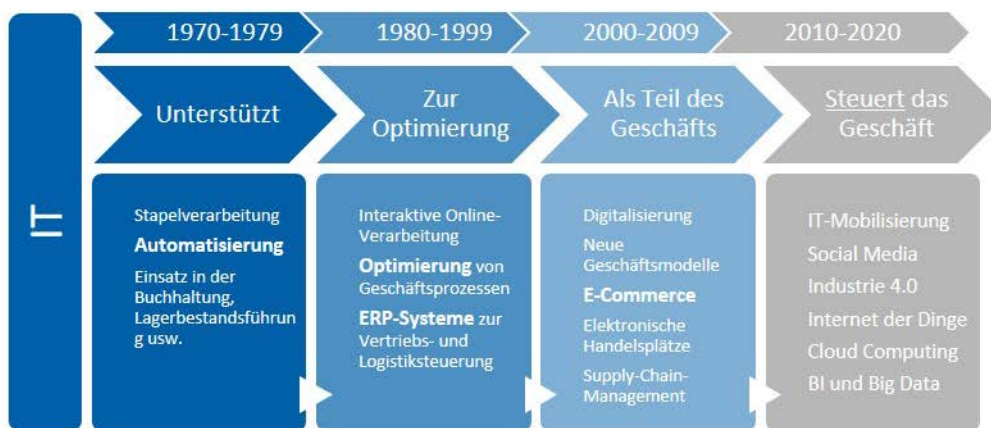 IT
1970-1979
1980-1999
2000-2009
2010-2020
Unterstützt
Zur
Optimierung
Als Teil des
Geschäfts
Steuert das
Geschäft
Stapelverarbeitung
Automatisierung
Einsatz in der
Buchhaltung,
Lagerbestandsführun
g usw.
Interaktive Online-
Verarbeitung
Optimierung von
Geschäftsprozessen
ERP-Systeme zur
Vertriebs- und
Logistiksteuerung
Digitalisierung
Neue
Geschäftsmodelle
E-Commerce
Elektronische
Handelsplätze
Supply-Chain-
Management
IT-Mobilisierung
Social Media
Industrie 4.0
Internet der Dinge
Cloud Computing
BI und Big Data